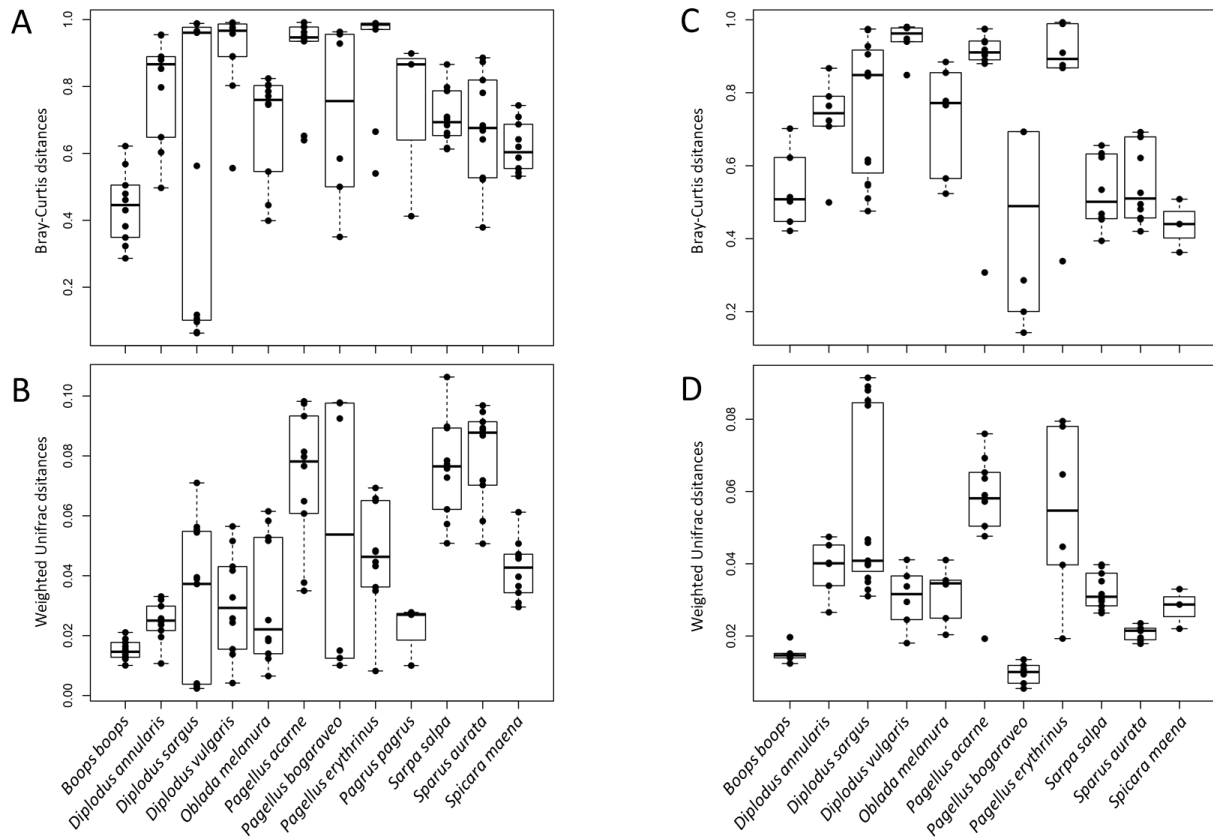 A
Bray-Curtis dsitances
0.2 0.4 0.6 0.8 1.0
B
Weighted Unifrac dsitances
0.00 0.02 0.04 0.06 0.08 0.10
Boops boops
Diplodus annularis
Diplodus sargus
Diplodus vulgaris
Oblada melanura
Pagellus acarne
Pagellus bogaraveo
Pagellus erythrinus
Pagrus pagrus
Sarpa salpa
Sparus aurata
Spicara maena
C
Bray-Curtis dsitances
0.2 0.4 0.6 0.8 1.0
D
Weighted Unifrac dsitances
0.02 0.04 0.06 0.08
Boops boops
Diplodus annularis
Diplodus sargus
Diplodus vulgaris
Oblada melanura
Pagellus acarne
Pagellus bogaraveo
Pagellus erythrinus
Sarpa salpa
Sparus aurata
Spicara maena